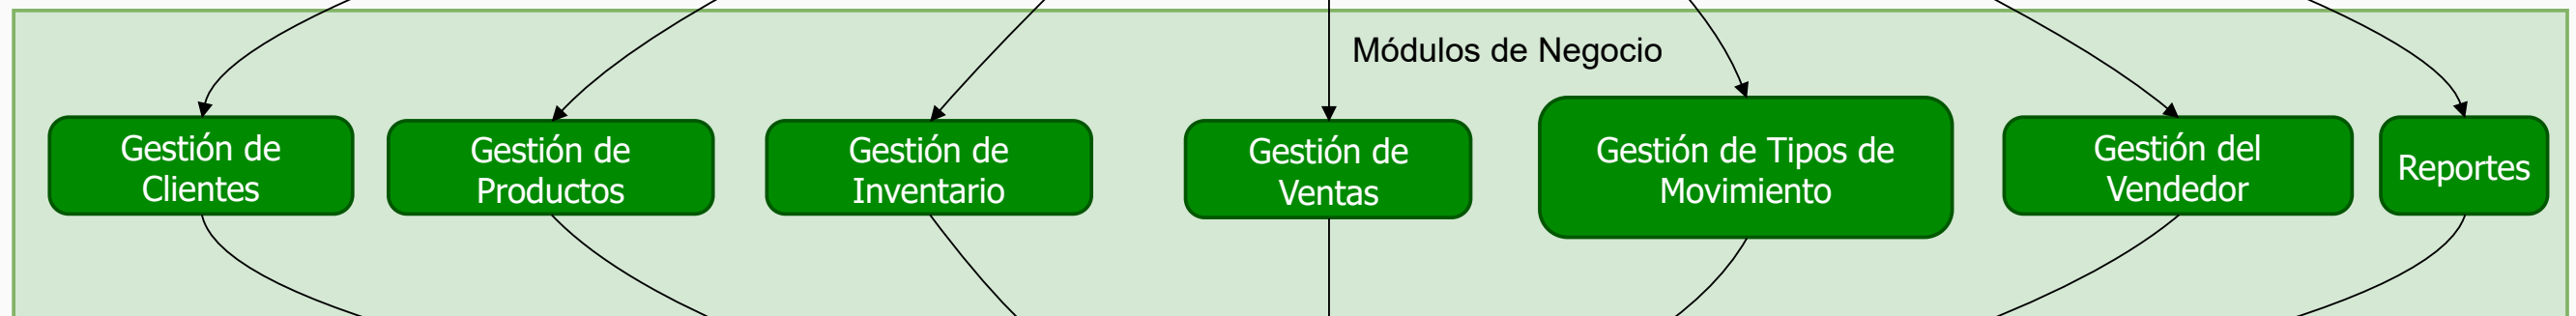 Módulos de Negocio
Gestión de
Clientes
Gestión de
Productos
Gestión de
Inventario
Gestión de
Ventas
Gestión de Tipos de
Movimiento
Gestión del
Vendedor
Reportes